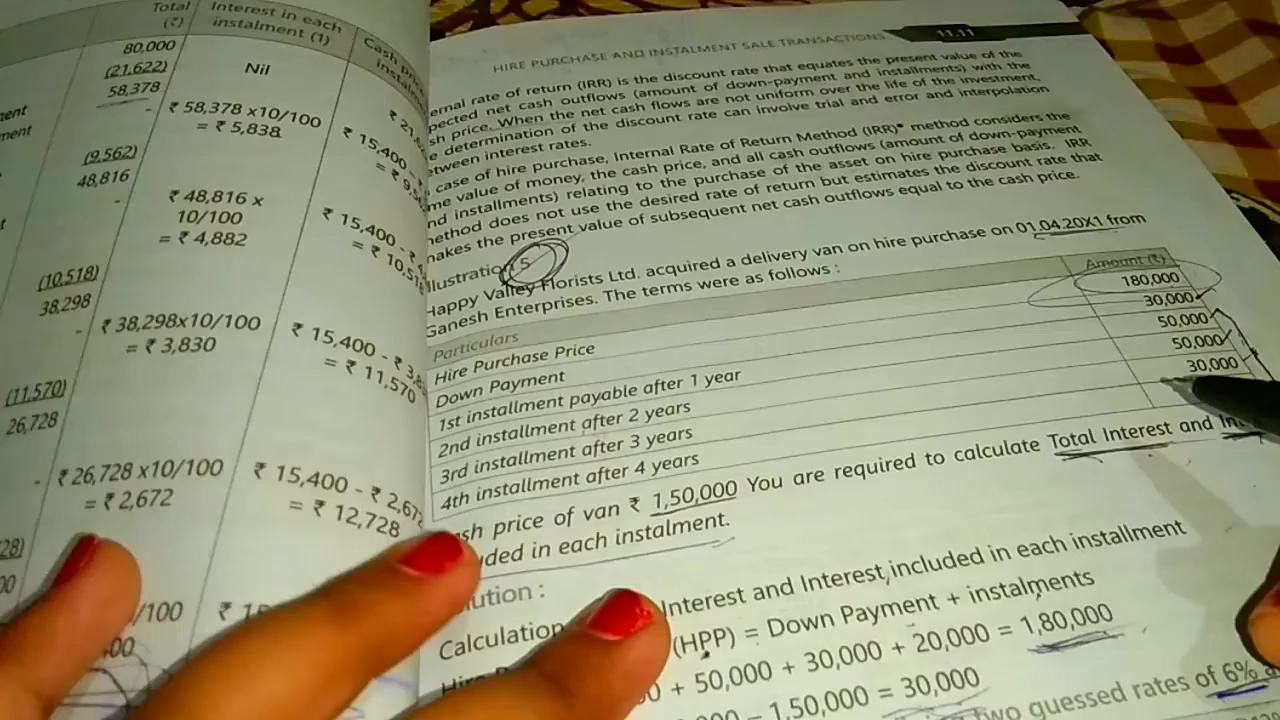 Total
(₹)
Interest in each
instalment (1)
80,000
(21,622)
58,378
Nil
₹ 58,378 x10/100
= ₹ 5,838
(9,562)
48,816
₹ 15,400 -
₹ 48,816 x
10/100
= ₹ 4,882
₹ 15,400 - ₹
(10,518)
38,298
₹ 38,298x10/100
= ₹ 3,830
₹ 15,400 - ₹
= ₹ 11,570
(11,570)
26,728
₹ 26,728 x10/100
= ₹ 2,672
₹ 15,400 - ₹ 2,67
= ₹ 12,728
/100
HIRE PURCHASE AND INSTALMENT SALE TRANSACTIONS
11.11
rate of return (IRR) is the discount rate that equates the present value of the
net cash outflows (amount of down-payment and installments) with the
price. When the net cash flows are not uniform over the life of the investment,
determination of the discount rate can involve trial and error and interpolation
between interest rates.
case of hire purchase, Internal Rate of Return Method (IRR)* method considers the
value of money, the cash price, and all cash outflows (amount of down-payment
installments) relating to the purchase of the asset on hire purchase basis. IRR
method does not use the desired rate of return but estimates the discount rate that
makes the present value of subsequent net cash outflows equal to the cash price.
Illustration 5
Happy Valley Florists Ltd. acquired a delivery van on hire purchase on 01.04.20X1 from
Ganesh Enterprises. The terms were as follows :
Particulars
Amount (₹)
Hire Purchase Price
180,000
Down Payment
30,000
1st installment payable after 1 year
50,000
2nd installment after 2 years
50,000
3rd installment after 3 years
30,000
4th installment after 4 years
price of van ₹ 1,50,000 You are required to calculate Total Interest and
in each instalment.
Calculation
Interest and Interest included in each installment
(HPP) = Down Payment + instalments
+ 50,000 + 30,000 + 20,000 = 1,80,000
1,50,000 = 30,000
two guessed rates of 6%